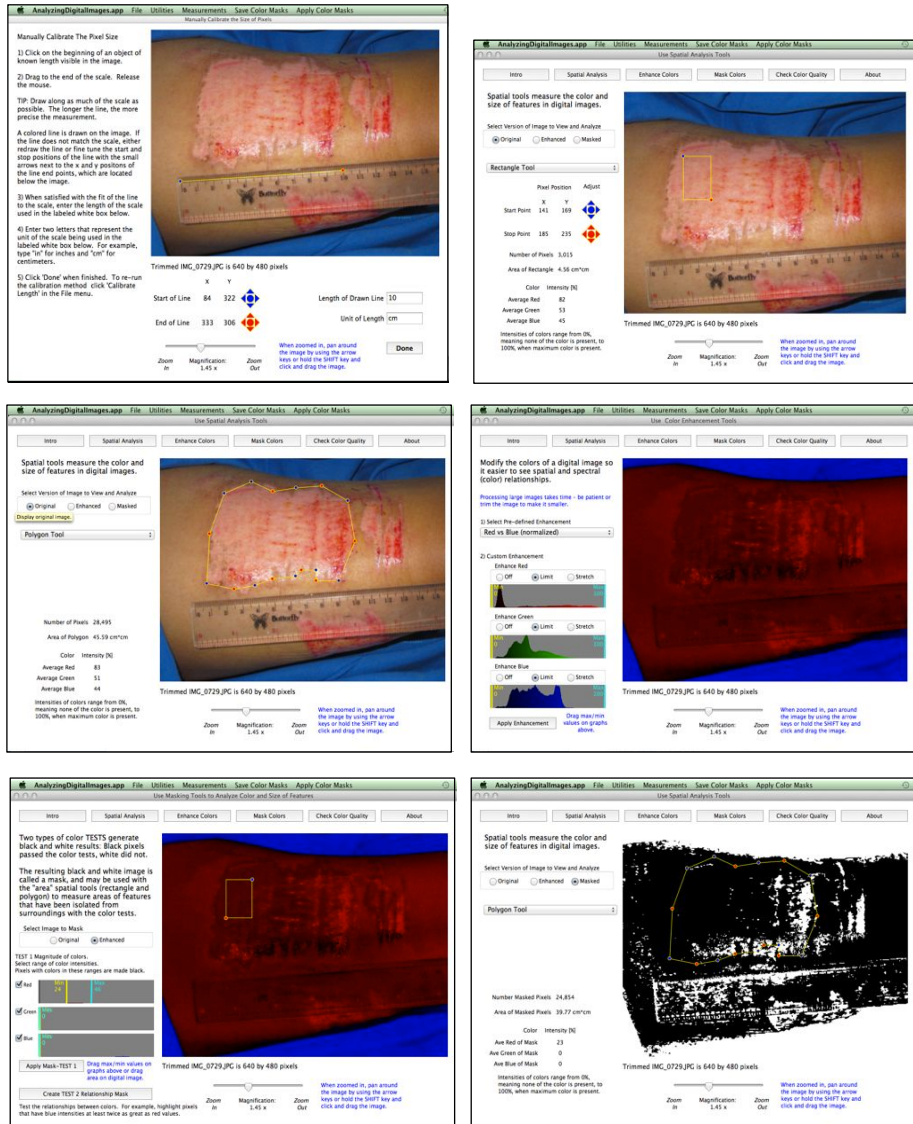 AnalyzingDigitalImages.app File Utilities Measurements Save Color Masks Apply Color Masks
Manually Calibrate the Size of Pixels
Manually Calibrate The Pixel Size
1) Click on the beginning of an object of
known length visible in the image.
2) Drag to the end of the scale. Release
the mouse.
TIP: Draw along as much of the scale as
possible. The longer the line, the more
precise the measurement.
A colored line is drawn on the image. If
the line does not match the scale, either
redraw the line or fine tune the start and
stop positions of the line with the small
arrows next to the x and y positons of
the line end points, which are located
below the image.
3) When satisfied with the fit of the line
to the scale, enter the length of the scale
used in the labeled white box below.
4) Enter two letters that represent the
unit of the scale being used in the
labeled white box below. For example,
type "in" for inches and "cm" for
centimeters.
5) Click 'Done' when finished. To re-run
the calibration method click 'Calibrate
Length' in the File menu.
Butterfly
Trimmed IMG_0729.JPG is 640 by 480 pixels
X Y
Start of Line 84 322
End of Line 333 306
Length of Drawn Line 10
Unit of Length cm
Zoom In
Magnification: 1.45 x
Zoom Out
When zoomed in, pan around
the image by using the arrow
keys or hold the SHIFT key and
click and drag the image.
Done
AnalyzingDigitalImages.app File Utilities Measurements Save Color Masks Apply Color Masks
Use Spatial Analysis Tools
Intro Spatial Analysis Enhance Colors Mask Colors Check Color Quality About
Spatial tools measure the color and
size of features in digital images.
Select Version of Image to View and Analyze
Original Enhanced Masked
Rectangle Tool
Pixel Position Adjust
X Y
Start Point 141 169
Stop Point 185 235
Number of Pixels 3,015
Area of Rectangle 4.56 cm*cm
Color Intensity [%]
Average Red 82
Average Green 53
Average Blue 45
Intensities of colors range from 0%,
meaning none of the color is present, to
100%, when maximum color is present.
Butterfly
Trimmed IMG_0729.JPG is 640 by 480 pixels
Zoom In
Magnification: 1.45 x
Zoom Out
When zoomed in, pan around
the image by using the arrow
keys or hold the SHIFT key and
click and drag the image.
AnalyzingDigitalImages.app File Utilities Measurements Save Color Masks Apply Color Masks
Use Spatial Analysis Tools
Intro Spatial Analysis Enhance Colors Mask Colors Check Color Quality About
Spatial tools measure the color and
size of features in digital images.
Select Version of Image to View and Analyze
Original Enhanced Masked
Display original image.
Polygon Tool
Number of Pixels 28,495
Area of Polygon 45.59 cm*cm
Color Intensity [%]
Average Red 83
Average Green 51
Average Blue 44
Intensities of colors range from 0%,
meaning none of the color is present, to
100%, when maximum color is present.
Butterfly
Trimmed IMG_0729.JPG is 640 by 480 pixels
Zoom In
Magnification: 1.45 x
Zoom Out
When zoomed in, pan around
the image by using the arrow
keys or hold the SHIFT key and
click and drag the image.
AnalyzingDigitalImages.app File Utilities Measurements Save Color Masks Apply Color Masks
Use Color Enhancement Tools
Intro Spatial Analysis Enhance Colors Mask Colors Check Color Quality About
Modify the colors of a digital image so
it easier to see spatial and spectral
(color) relationships.
Processing large images takes time - be patient or
trim the image to make it smaller.
1) Select Pre-defined Enhancement
Red vs Blue (normalized)
2) Custom Enhancement
Enhance Red
Off Limit Stretch
Min 0 Max 100
Enhance Green
Off Limit Stretch
Min 0 Max 100
Enhance Blue
Off Limit Stretch
Min 0 Max 100
Apply Enhancement
Drag max/min
values on graphs
above.
Trimmed IMG_0729.JPG is 640 by 480 pixels
Zoom In
Magnification: 1.45 x
Zoom Out
When zoomed in, pan around
the image by using the arrow
keys or hold the SHIFT key and
click and drag the image.
AnalyzingDigitalImages.app File Utilities Measurements Save Color Masks Apply Color Masks
Use Masking Tools to Analyze Color and Size of Features
Intro Spatial Analysis Enhance Colors Mask Colors Check Color Quality About
Two types of color TESTS generate
black and white results: Black pixels
passed the color tests, white did not.
The resulting black and white image is
called a mask, and may be used with
the "area" spatial tools (rectangle and
polygon) to measure areas of features
that have been isolated from
surroundings with the color tests.
Select Image to Mask
Original Enhanced
TEST 1 Magnitude of colors.
Select range of color intensities.
Pixels with colors in these ranges are made black.
Red Min 24 Max
Green Max 0
Blue Max 0
Apply Mask-TEST 1
Drag max/min values on
graphs above or drag
area on digital image.
Create TEST 2 Relationship Mask
Test the relationships between colors. For example, highlight pixels
that have blue intensities at least twice as great as red values.
Trimmed IMG_0729.JPG is 640 by 480 pixels
Zoom In
Magnification: 1.45 x
Zoom Out
When zoomed in, pan around
the image by using the arrow
keys or hold the SHIFT key and
click and drag the image.
AnalyzingDigitalImages.app File Utilities Measurements Save Color Masks Apply Color Masks
Use Spatial Analysis Tools
Intro Spatial Analysis Enhance Colors Mask Colors Check Color Quality About
Spatial tools measure the color and
size of features in digital images.
Select Version of Image to View and Analyze
Original Enhanced Masked
Polygon Tool
Number Masked Pixels 24,854
Area of Masked Pixels 39.77 cm*cm
Color Intensity [%]
Ave Red of Mask 23
Ave Green of Mask 0
Ave Blue of Mask 0
Intensities of colors range from 0%,
meaning none of the color is present, to
100%, when maximum color is present.
Trimmed IMG_0729.JPG is 640 by 480 pixels
Zoom In
Magnification: 1.45 x
Zoom Out
When zoomed in, pan around
the image by using the arrow
keys or hold the SHIFT key and
click and drag the image.